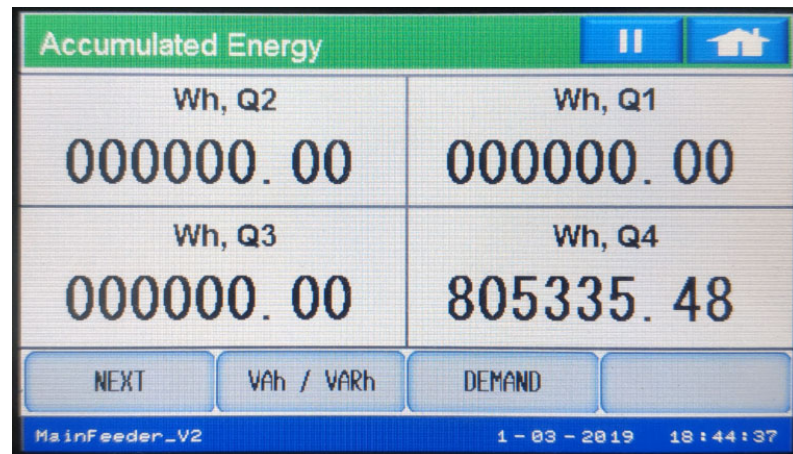 Accumulated Energy
Wh, Q2 Wh, Q1
000000.00 000000.00
Wh, Q3 Wh, Q4
000000.00 805335.48
NEXT VAh / VARh DEMAND
MainFeeder_V2 1-03-2019 18:44:37